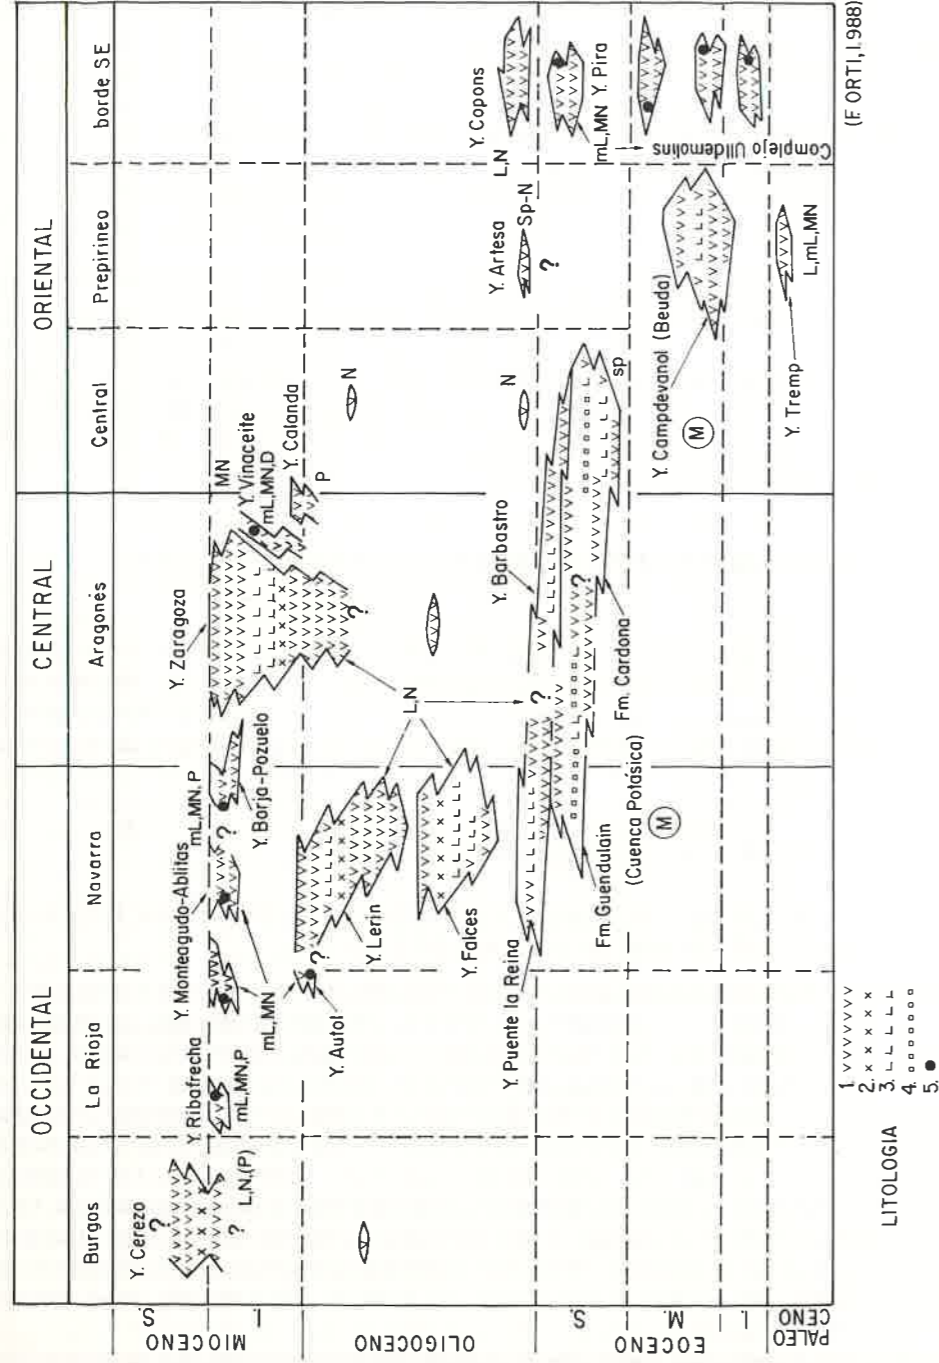 OCCIDENTAL
CENTRAL
ORIENTAL
Burgos
La Rioja
Navarra
Aragonés
Central
Prepirineo
borde SE
MIOCENO
S.
I.
OLIGOCENO
EOCENO
S.
M.
I.
PALEO
CENO
Y. Cerezo
?
?
L,N,(P)
Y. Ribafrecha
mL,MN,P
Y. Monteagudo-Ablitas
mL,MN,P
?
mL,MN
Y. Borja-Pozuelo
Y. Zaragoza
?
MN
Y. Vinaceite
mL,MN,D
Y. Calanda
P
Y. Autol
?
Y. Lerin
Y. Falces
L,N
N
N
Y. Puente la Reina
?
Y. Barbastro
?
Fm. Guendulain
(Cuenca Potásica)
M
Fm. Cardona
sp
Y. Artesa
Sp-N
?
Y. Copons
L,N
mL,MN
Y. Pira
Complejo Ulldemolins
Y. Campdevanol (Beuda)
M
Y. Tremp
L,mL,MN
(F. ORTI,1.988)
LITOLOGIA
1. v v v v v v v
2. x x x x x
3. L L L L L
4.
5.